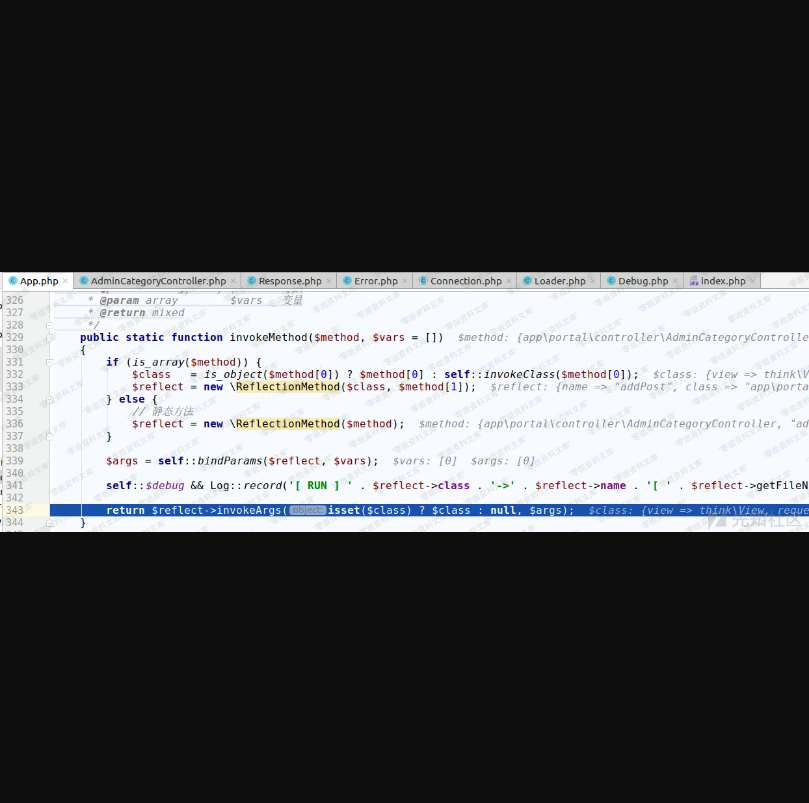 App.php × AdminCategoryController.php × Response.php × Error.php × Connection.php × Loader.php × Debug.php × index.php ×
326 * @param array $vars 变量
327 * @return mixed
328 */
329 public static function invokeMethod($method, $vars = []) $method: {app\portal\controller\AdminCategoryControlle
330 {
331 if (is_array($method)) {
332 $class = is_object($method[0]) ? $method[0] : self::invokeClass($method[0]); $class: {view => think\V
333 $reflect = new \ReflectionMethod($class, $method[1]); $reflect: {name => "addPost", class => "app\porta
334 } else {
335 // 静态方法
336 $reflect = new \ReflectionMethod($method); $method: {app\portal\controller\AdminCategoryController, "ad
337 }
338
339 $args = self::bindParams($reflect, $vars); $vars: [0] $args: [0]
340
341 self::$debug && Log::record('[ RUN ] ' . $reflect->class . '->' . $reflect->name . '[ ' . $reflect->getFileN
342
343 return $reflect->invokeArgs( object: isset($class) ? $class : null, $args); $class: {view => think\View, reque
344 }
先知社区